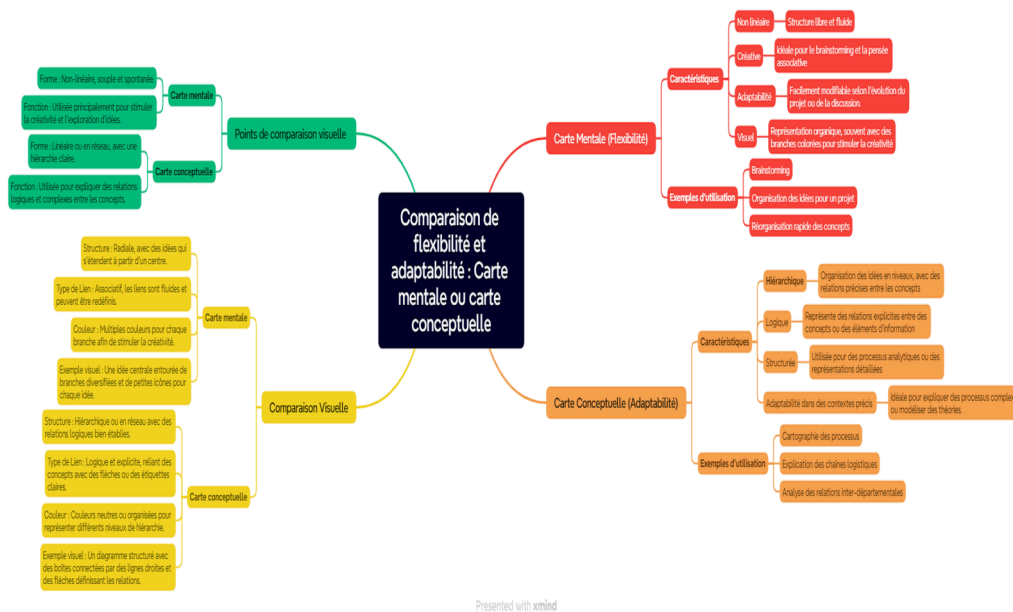 Comparaison de
flexibilité et
adaptabilité : Carte
mentale ou carte
conceptuelle
Carte Mentale (Flexibilité)
Caractéristiques
Non linéaire
Structure libre et fluide
Créative
Idéale pour le brainstorming et la pensée
associative
Adaptabilité
Facilement modifiable selon l'évolution du
projet ou de la discussion.
Visuel
Représentation organique, souvent avec des
branches colorées pour stimuler la créativité
Exemples d'utilisation
Brainstorming
Organisation des idées pour un projet
Réorganisation rapide des concepts
Carte Conceptuelle (Adaptabilité)
Caractéristiques
Hiérarchique
Organisation des idées en niveaux, avec des
relations précises entre les concepts
Logique
Représente des relations explicites entre des
concepts ou des éléments d'information
Structurée
Utilisée pour des processus analytiques ou des
représentations détaillées
Adaptabilité dans des contextes précis
Idéale pour expliquer des processus complex
ou modéliser des théories.
Exemples d'utilisation
Cartographie des processus
Explication des chaînes logistiques
Analyse des relations inter-départementales
Points de comparaison visuelle
Carte mentale
Forme : Non-linéaire, souple et spontanée.
Fonction : Utilisée principalement pour stimuler
la créativité et l'exploration d'idées.
Carte conceptuelle
Forme : Linéaire ou en réseau, avec une
hiérarchie claire.
Fonction : Utilisée pour expliquer des relations
logiques et complexes entre les concepts.
Comparaison Visuelle
Carte mentale
Structure : Radiale, avec des idées qui
s'étendent à partir d'un centre.
Type de Lien : Associatif, les liens sont fluides et
peuvent être redéfinis.
Couleur : Multiples couleurs pour chaque
branche afin de stimuler la créativité.
Exemple visuel : Une idée centrale entourée de
branches diversifiées et de petites icônes pour
chaque idée.
Carte conceptuelle
Structure : Hiérarchique ou en réseau avec des
relations logiques bien établies.
Type de Lien : Logique et explicite, reliant des
concepts avec des flèches ou des étiquettes
claires.
Couleur : Couleurs neutres ou organisées pour
représenter différents niveaux de hiérarchie.
Exemple visuel : Un diagramme structuré avec
des boîtes connectées par des lignes droites et
des flèches définissant les relations.
Presented with xmind